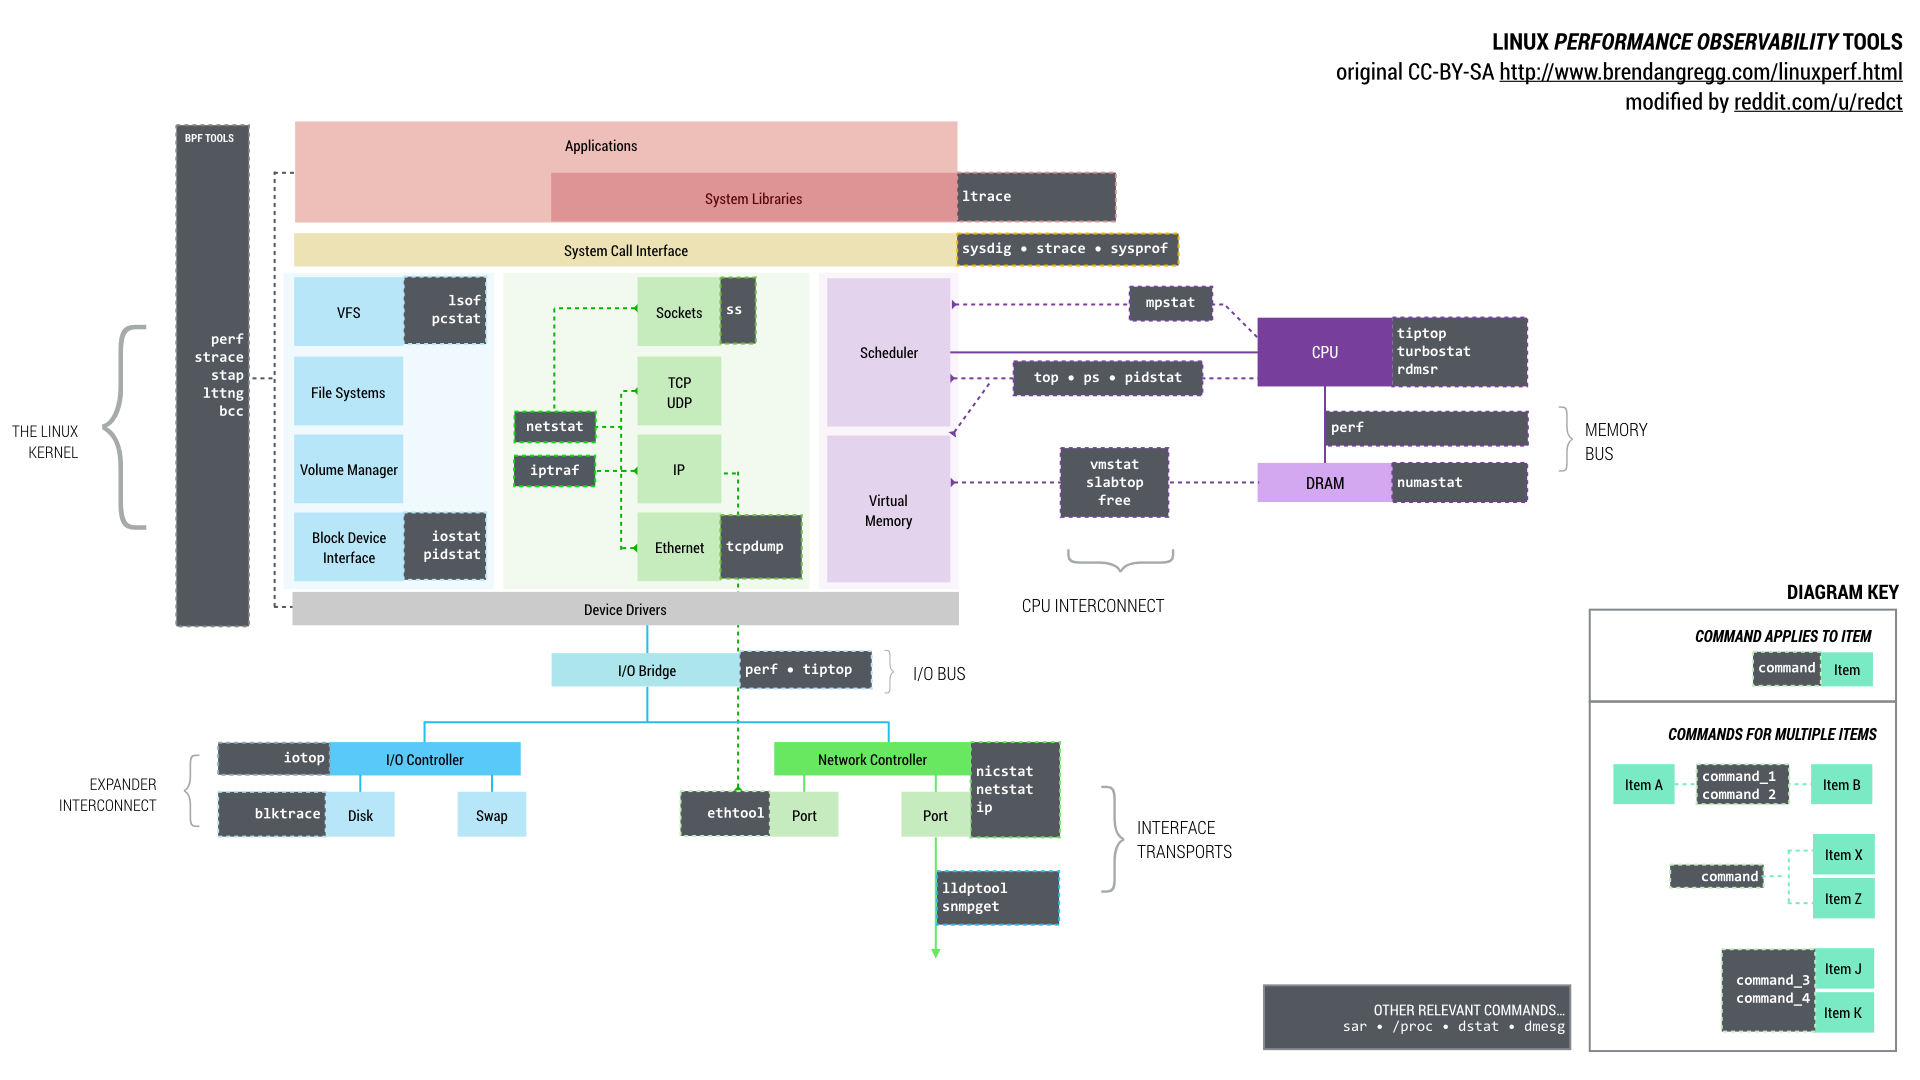 LINUX PERFORMANCE OBSERVABILITY TOOLS
original CC-BY-SA http://www.brendangregg.com/linuxperf.html
modified by reddit.com/u/redct
BPF TOOLS
perf
strace
stap
lttng
bcc
THE LINUX
KERNEL
Applications
System Libraries
ltrace
System Call Interface
sysdig • strace • sysprof
VFS
lsof
pcstat
File Systems
Volume Manager
Block Device
Interface
iostat
pidstat
Sockets
ss
TCP
UDP
netstat
iptraf
IP
Ethernet
tcpdump
Scheduler
Virtual
Memory
mpstat
top • ps • pidstat
vmstat
slabtop
free
CPU INTERCONNECT
CPU
tiptop
turbostat
rdmsr
perf
MEMORY
BUS
DRAM
numastat
Device Drivers
I/O Bridge
perf • tiptop
I/O BUS
EXPANDER
INTERCONNECT
iotop
I/O Controller
blktrace
Disk
Swap
Network Controller
nicstat
netstat
ip
ethtool
Port
Port
lldptool
snmpget
INTERFACE
TRANSPORTS
OTHER RELEVANT COMMANDS...
sar • /proc • dstat • dmesg
DIAGRAM KEY
COMMAND APPLIES TO ITEM
command
Item
COMMANDS FOR MULTIPLE ITEMS
Item A
command_1
command_2
Item B
command
Item X
Item Z
command_3
command_4
Item J
Item K